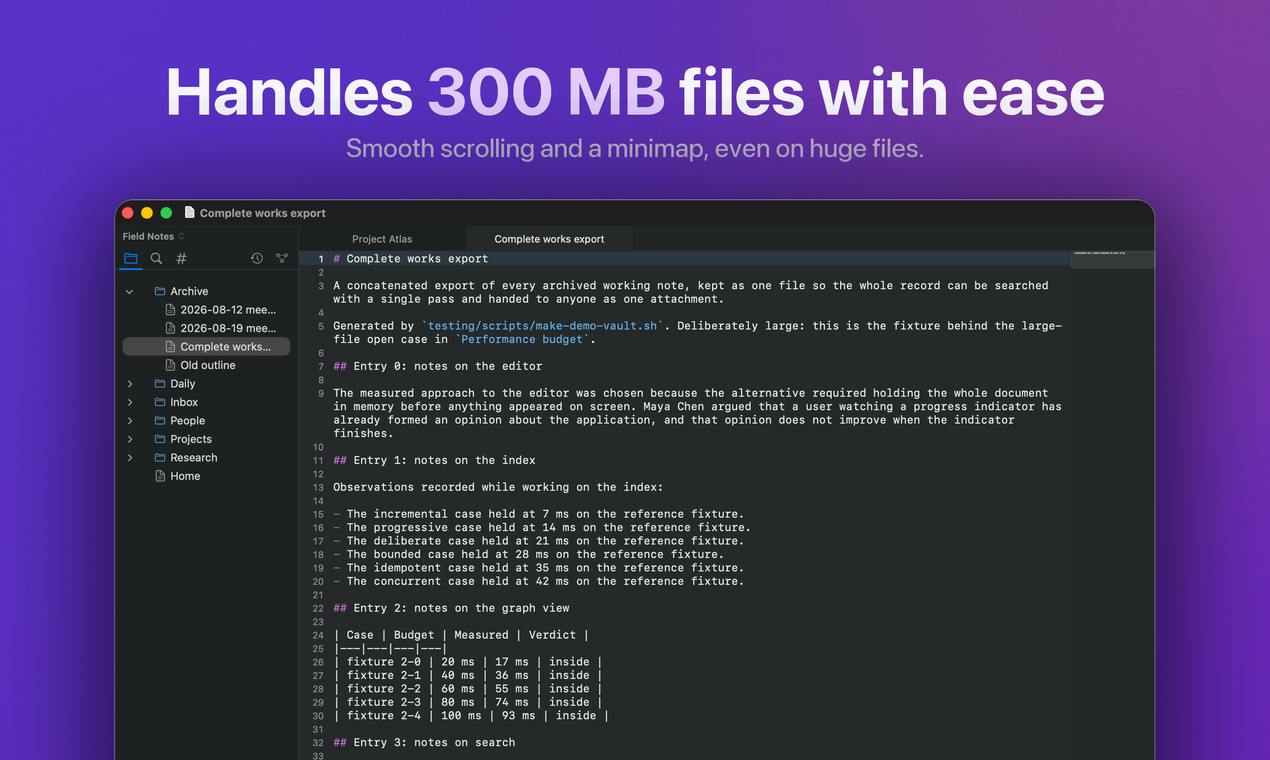 Handles 300 MB files with ease
Smooth scrolling and a minimap, even on huge files.
Complete works export
Field Notes
Project Atlas
Complete works export
Archive
2026-08-12 mee...
2026-08-19 mee...
Complete works...
Old outline
Daily
Inbox
People
Projects
Research
Home
1 # Complete works export
2
3 A concatenated export of every archived working note, kept as one file so the whole record can be searched
with a single pass and handed to anyone as one attachment.
4
5 Generated by `testing/scripts/make-demo-vault.sh`. Deliberately large: this is the fixture behind the large-
file open case in `Performance budget`.
6
7 ## Entry 0: notes on the editor
8
9 The measured approach to the editor was chosen because the alternative required holding the whole document
in memory before anything appeared on screen. Maya Chen argued that a user watching a progress indicator has
already formed an opinion about the application, and that opinion does not improve when the indicator
finishes.
10
11 ## Entry 1: notes on the index
12
13 Observations recorded while working on the index:
14
15 - The incremental case held at 7 ms on the reference fixture.
16 - The progressive case held at 14 ms on the reference fixture.
17 - The deliberate case held at 21 ms on the reference fixture.
18 - The bounded case held at 28 ms on the reference fixture.
19 - The idempotent case held at 35 ms on the reference fixture.
20 - The concurrent case held at 42 ms on the reference fixture.
21
22 ## Entry 2: notes on the graph view
23
24 | Case | Budget | Measured | Verdict |
25 |---|---|---|---|
26 | fixture 2-0 | 20 ms | 17 ms | inside |
27 | fixture 2-1 | 40 ms | 36 ms | inside |
28 | fixture 2-2 | 60 ms | 55 ms | inside |
29 | fixture 2-3 | 80 ms | 74 ms | inside |
30 | fixture 2-4 | 100 ms | 93 ms | inside |
31
32 ## Entry 3: notes on search
33